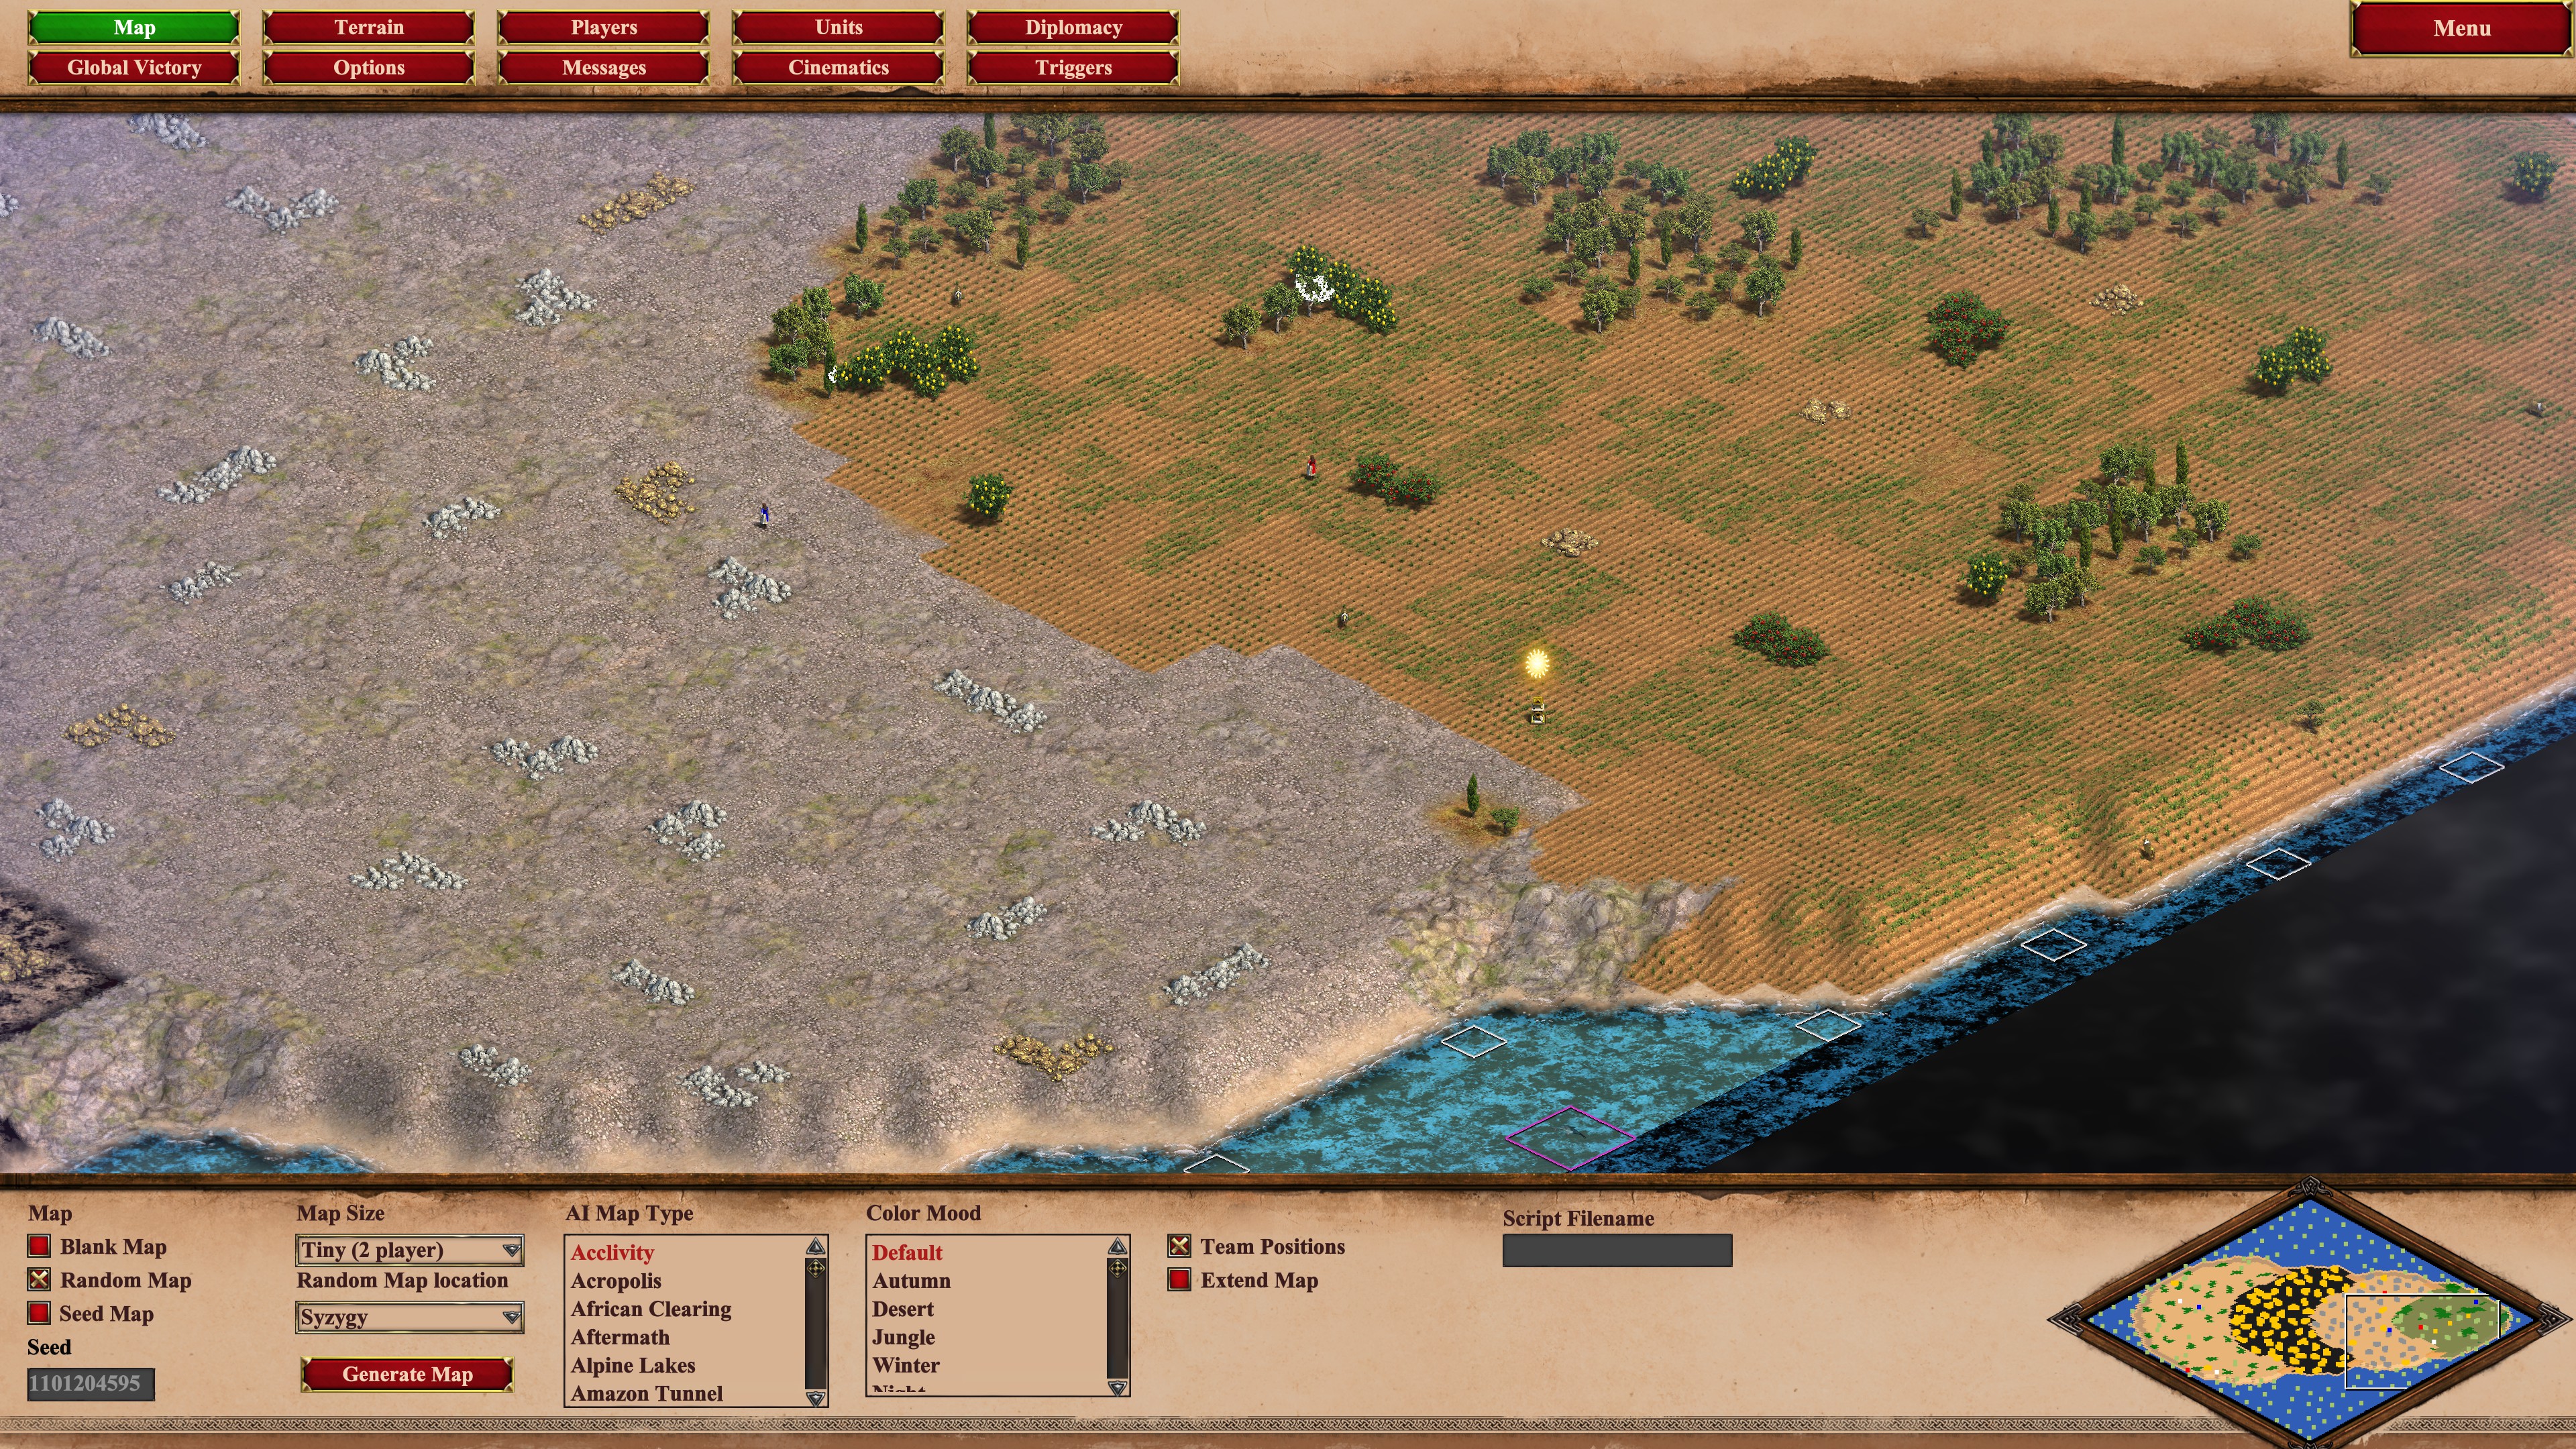 Map
Terrain
Players
Units
Diplomacy
Menu
Global Victory
Options
Messages
Cinematics
Triggers
Map
Blank Map
Random Map
Seed Map
Seed
1101204595
Map Size
Tiny (2 player)
Random Map location
Syzygy
Generate Map
AI Map Type
Acclivity
Acropolis
African Clearing
Aftermath
Alpine Lakes
Amazon Tunnel
Color Mood
Default
Autumn
Desert
Jungle
Winter
Night
Team Positions
Extend Map
Script Filename